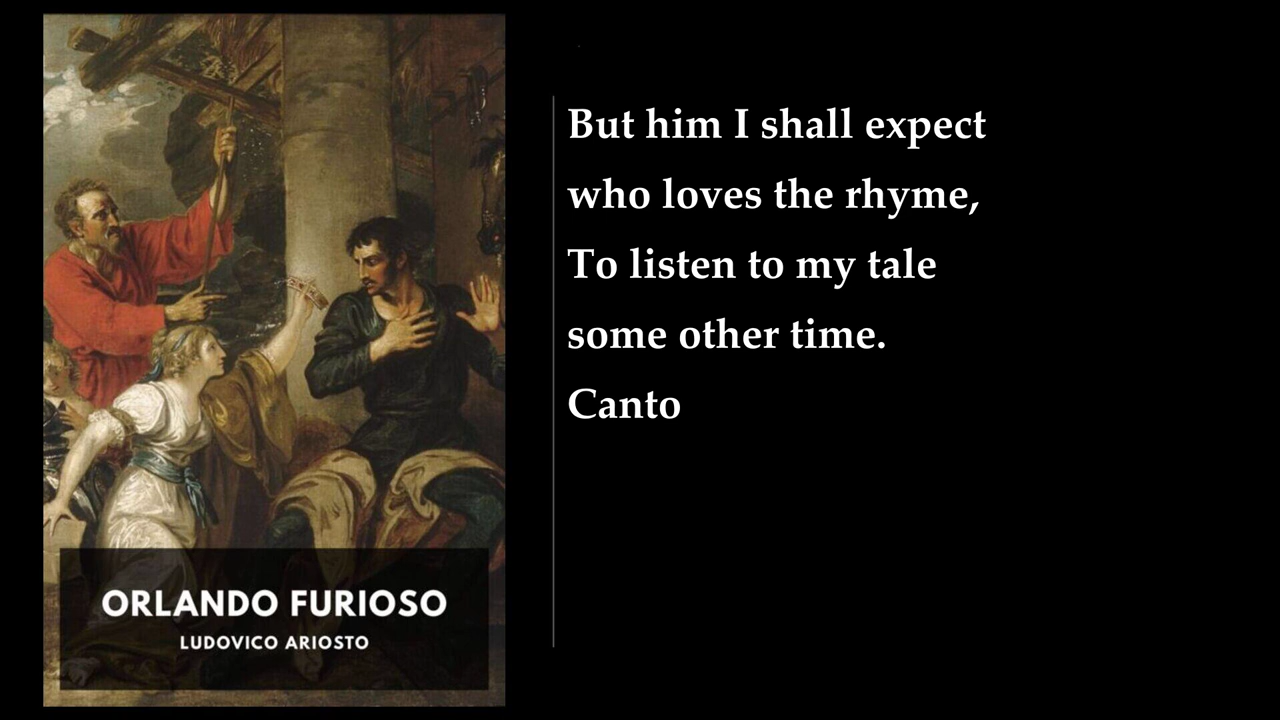 ORLANDO FURIOSO
LUDOVICO ARIOSTO
But him I shall expect
who loves the rhyme,
To listen to my tale
some other time.
Canto